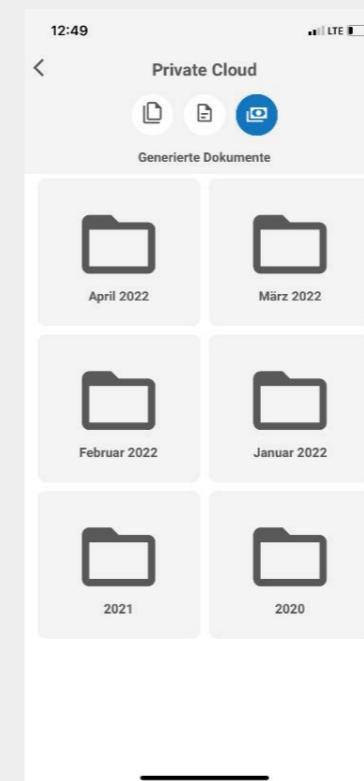 12:49
LTE
Private Cloud
Generierte Dokumente
April 2022
März 2022
Februar 2022
Januar 2022
2021
2020